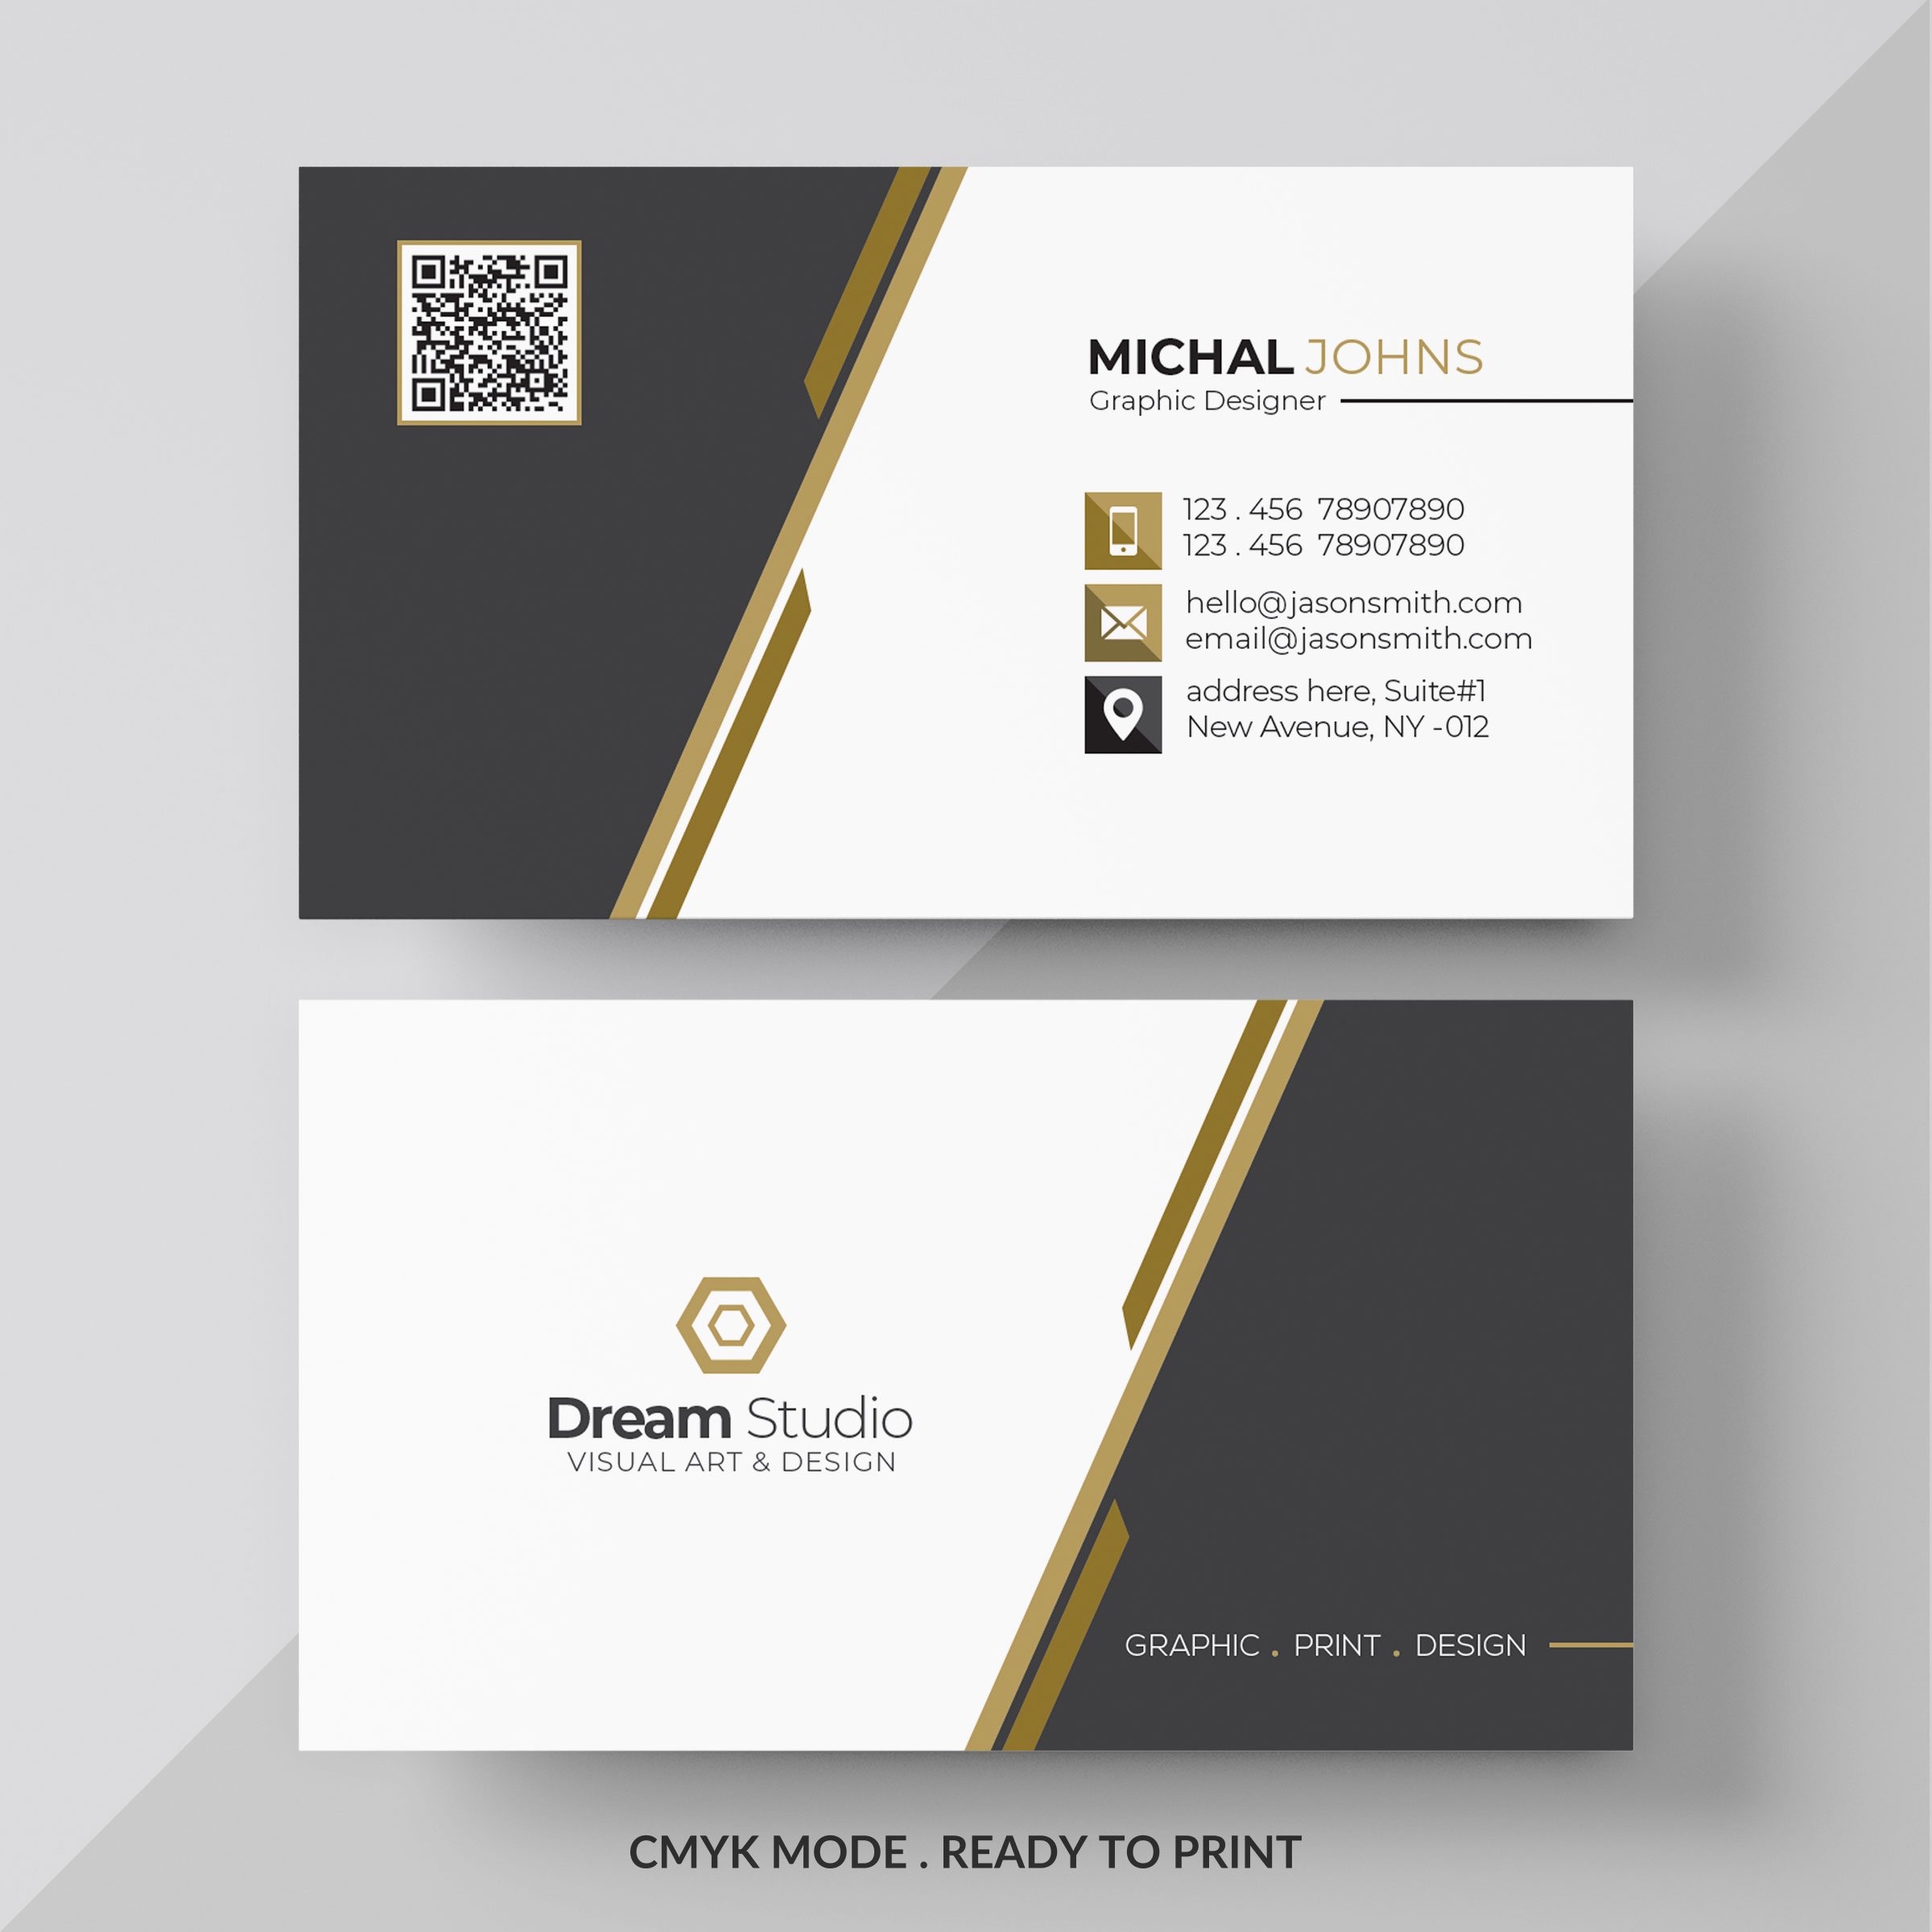 MICHAL JOHNS
Graphic Designer
123 . 456 78907890
123 . 456 78907890
hello@jasonsmith.com
email@jasonsmith.com
address here, Suite#1
New Avenue, NY -012
Dream Studio
VISUAL ART & DESIGN
GRAPHIC . PRINT . DESIGN
CMYK MODE . READY TO PRINT